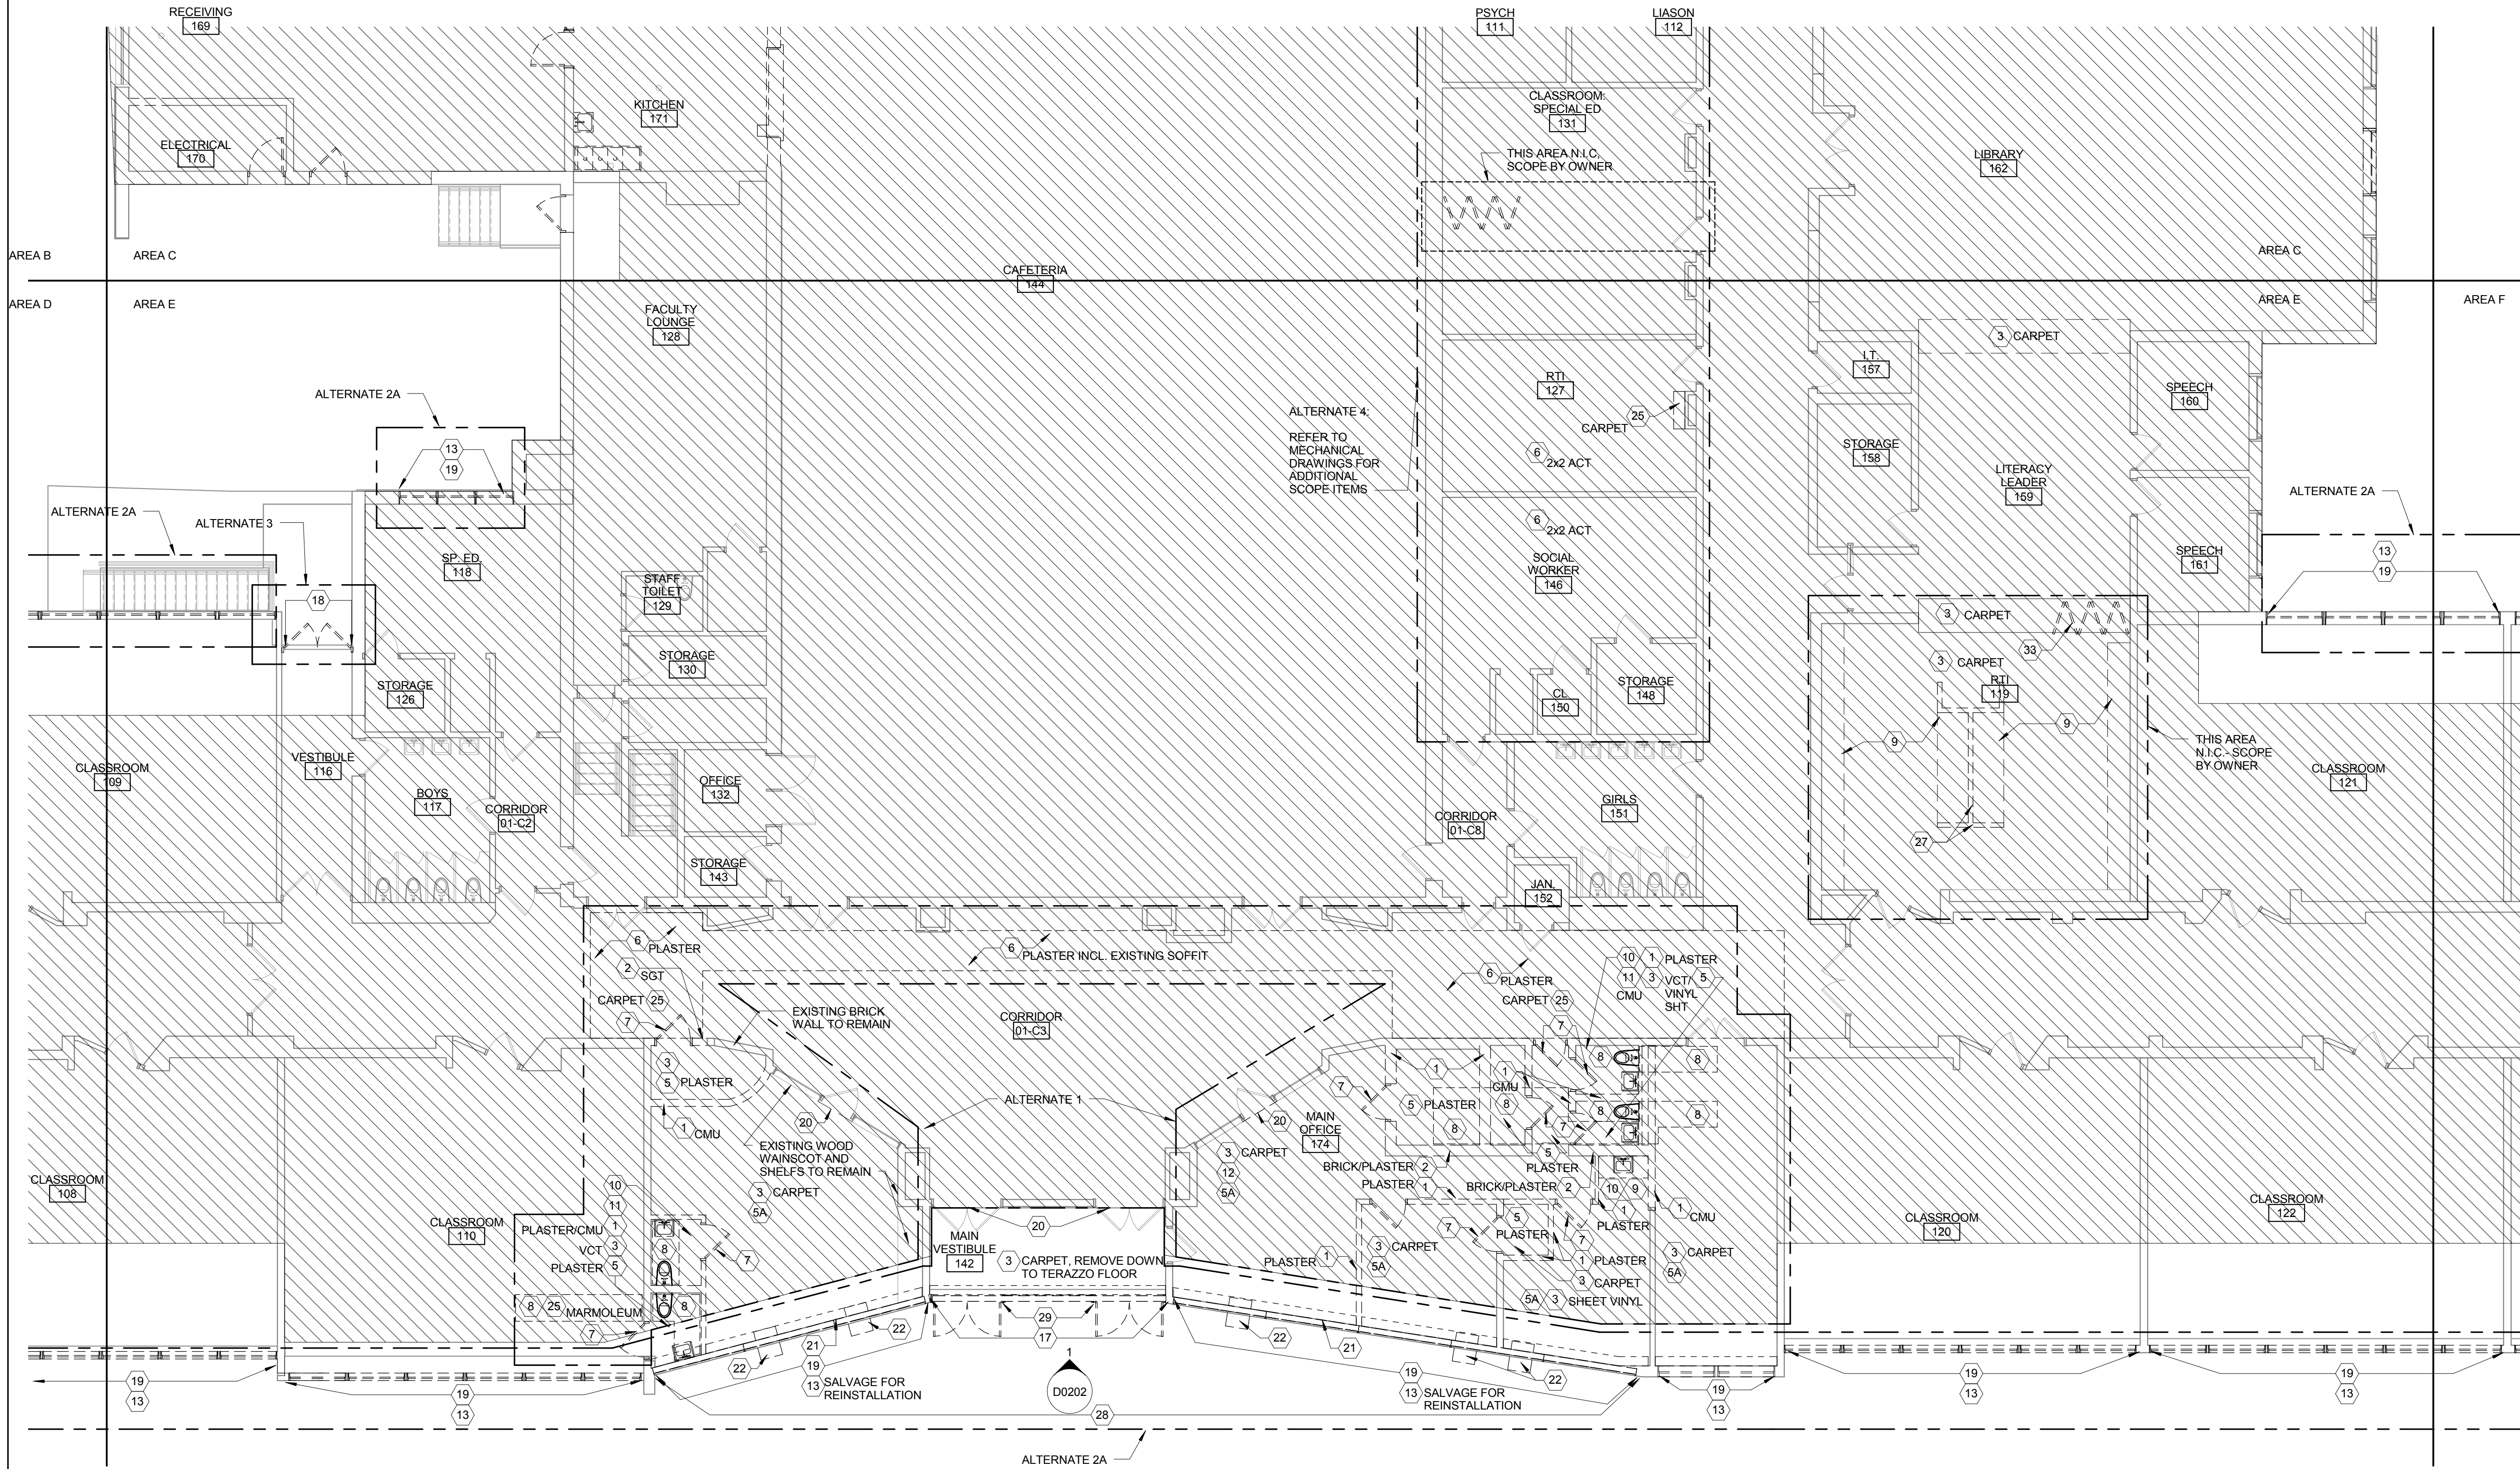 RECEIVING
169
PSYCH
111
LIASON
112
KITCHEN
171
CLASSROOM:
SPECIAL ED
131
ELECTRICAL
170
THIS AREA N.I.C,
SCOPE BY OWNER
LIBRARY
162
AREA B
AREA C
AREA C
CAFETERIA
144
AREA D
AREA E
AREA E
AREA F
FACULTY
LOUNGE
128
3 CARPET
I.T.
157
ALTERNATE 2A
RTI
127
SPEECH
160
25
CARPET
ALTERNATE 4:
REFER TO
MECHANICAL
DRAWINGS FOR
ADDITIONAL
SCOPE ITEMS
13
19
6 2x2 ACT
STORAGE
158
LITERACY
LEADER
159
ALTERNATE 2A
ALTERNATE 2A
ALTERNATE 3
6 2x2 ACT
SP. ED.
118
SOCIAL
WORKER
146
SPEECH
161
13
19
STAFF
TOILET
129
18
3 CARPET
33
STORAGE
130
3 CARPET
STORAGE
126
CL.
150
STORAGE
148
RTI
119
9
9
THIS AREA
N.I.C.- SCOPE
BY OWNER
CLASSROOM
109
VESTIBULE
116
OFFICE
132
CLASSROOM
121
BOYS
117
CORRIDOR
01-C2
GIRLS
151
CORRIDOR
01-C8
27
STORAGE
143
JAN.
152
6 PLASTER
6 PLASTER INCL. EXISTING SOFFIT
10 1 PLASTER
11 3 VCT/ 5
CMU VINYL
SHT
2 SGT
6 PLASTER
CARPET 25
CARPET 25
EXISTING BRICK
WALL TO REMAIN
CORRIDOR
01-C3
7
7
3
5 PLASTER
1
1
CMU
8
8
7
ALTERNATE 1
5 PLASTER
8
8
8
1 CMU
20
20
MAIN
OFFICE
174
8
7
EXISTING WOOD
WAINSCOT AND
SHELFS TO REMAIN
3 CARPET
12
5A
BRICK/PLASTER 2
5
PLASTER
CLASSROOM
108
10
11
3 CARPET
5A
PLASTER 1
BRICK/PLASTER 2
10 9
CLASSROOM
110
PLASTER/CMU 1
VCT 3
PLASTER 5
20
1
PLASTER
1 CMU
CLASSROOM
120
CLASSROOM
122
7
5
PLASTER
8
7
MAIN
VESTIBULE
142
3 CARPET, REMOVE DOWN
TO TERAZZO FLOOR
PLASTER 1
3 CARPET
5A
7
1 PLASTER
3 CARPET
3 CARPET
5A
8 25 MARMOLEUM
8
5A 3 SHEET VINYL
7
22
29
17
22
21
19
13 SALVAGE FOR
REINSTALLATION
22
21
22
1
D0202
19
13 SALVAGE FOR
REINSTALLATION
19
13
19
13
19
13
19
13
19
13
28
ALTERNATE 2A